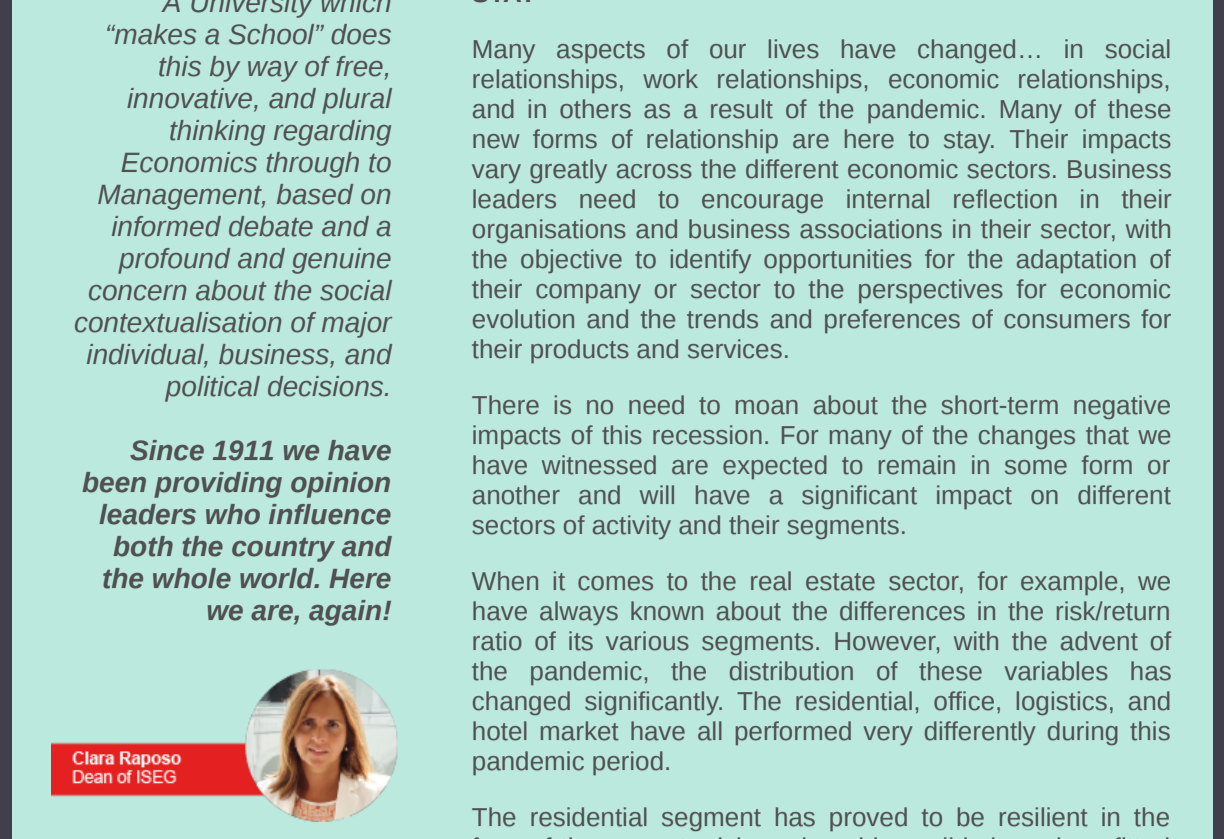 A University which
“makes a School” does
this by way of free,
innovative, and plural
thinking regarding
Economics through to
Management, based on
informed debate and a
profound and genuine
concern about the social
contextualisation of major
individual, business, and
political decisions.
Since 1911 we have
been providing opinion
leaders who influence
both the country and
the whole world. Here
we are, again!
Clara Raposo
Dean of ISEG
Many aspects of our lives have changed… in social
relationships, work relationships, economic relationships,
and in others as a result of the pandemic. Many of these
new forms of relationship are here to stay. Their impacts
vary greatly across the different economic sectors. Business
leaders need to encourage internal reflection in their
organisations and business associations in their sector, with
the objective to identify opportunities for the adaptation of
their company or sector to the perspectives for economic
evolution and the trends and preferences of consumers for
their products and services.
There is no need to moan about the short-term negative
impacts of this recession. For many of the changes that we
have witnessed are expected to remain in some form or
another and will have a significant impact on different
sectors of activity and their segments.
When it comes to the real estate sector, for example, we
have always known about the differences in the risk/return
ratio of its various segments. However, with the advent of
the pandemic, the distribution of these variables has
changed significantly. The residential, office, logistics, and
hotel market have all performed very differently during this
pandemic period.
The residential segment has proved to be resilient in the